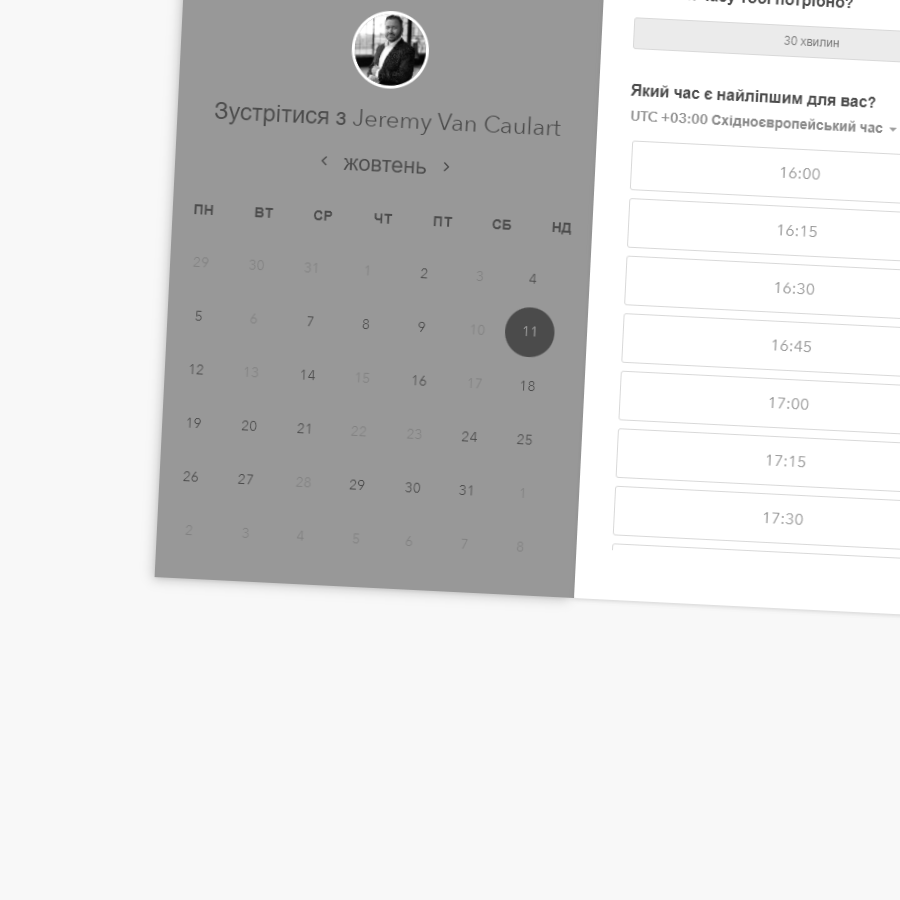 Зустрітися з Jeremy Van Caulart
‹ жовтень ›
ПН ВТ СР ЧТ ПТ СБ НД
29 30 31 1 2 3 4
5 6 7 8 9 10 11
12 13 14 15 16 17 18
19 20 21 22 23 24 25
26 27 28 29 30 31 1
2 3 4 5 6 7 8
потрібно?
30 хвилин
Який час є найліпшим для вас?
UTC +03:00 Східноєвропейський час
16:00
16:15
16:30
16:45
17:00
17:15
17:30